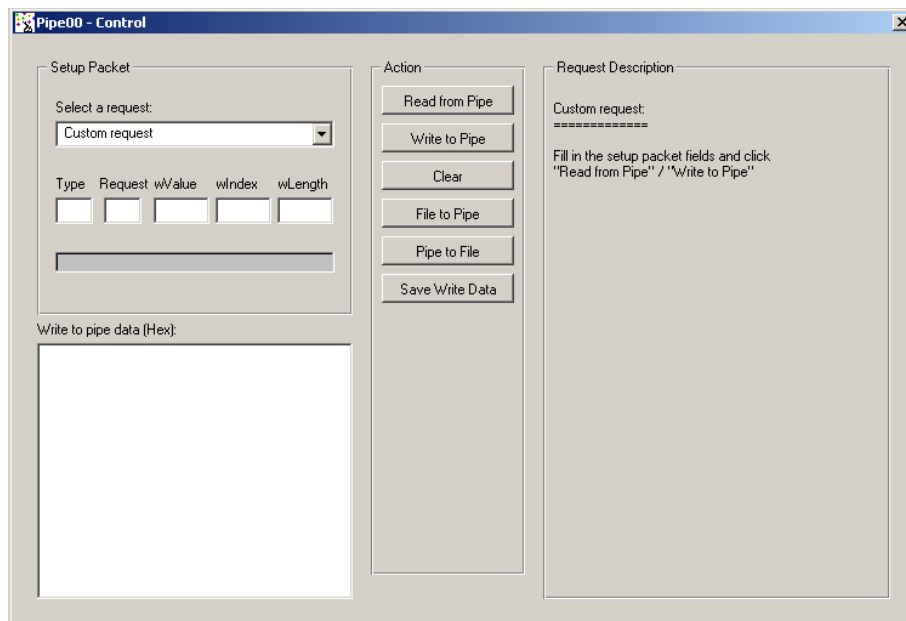 Pipe00 - Control
Setup Packet
Select a request:
Custom request
Type Request wValue wIndex wLength
Write to pipe data (Hex):
Action
Read from Pipe
Write to Pipe
Clear
File to Pipe
Pipe to File
Save Write Data
Request Description
Custom request:
=============
Fill in the setup packet fields and click
"Read from Pipe" / "Write to Pipe"